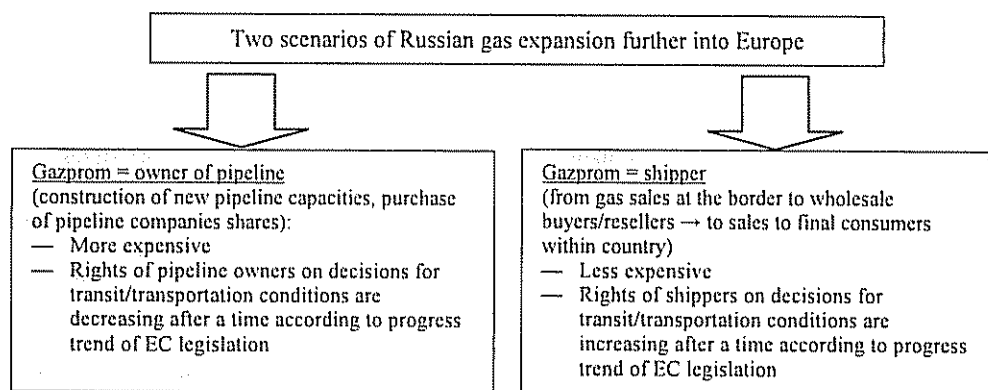 Two scenarios of Russian gas expansion further into Europe
Gazprom = owner of pipeline
(construction of new pipeline capacities, purchase
of pipeline companies shares):
— More expensive
— Rights of pipeline owners on decisions for
transit/transportation conditions are
decreasing after a time according to progress
trend of EC legislation
Gazprom = shipper
(from gas sales at the border to wholesale
buyers/resellers → to sales to final consumers
within country)
— Less expensive
— Rights of shippers on decisions for
transit/transportation conditions are
increasing after a time according to progress
trend of EC legislation